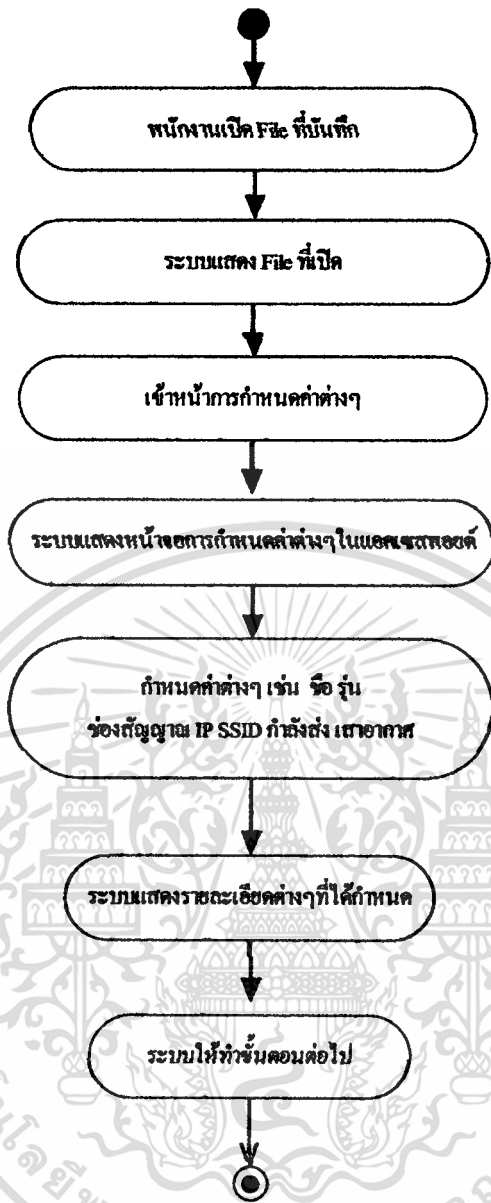 พนักงานเปิด File ที่บันทึก
ระบบแสดง File ที่เปิด
เข้าหน้าการกำหนดค่าต่างๆ
ระบบแสดงหน้าจอการกำหนดค่าต่างๆ ในแอคเซสพอยต์
กำหนดค่าต่างๆ เช่น ชื่อ รุ่น
ช่องสัญญาณ IP SSID กำลังส่ง เสาอากาศ
ระบบแสดงรายละเอียดต่างๆที่ได้กำหนด
ระบบให้ทำขั้นตอนต่อไป